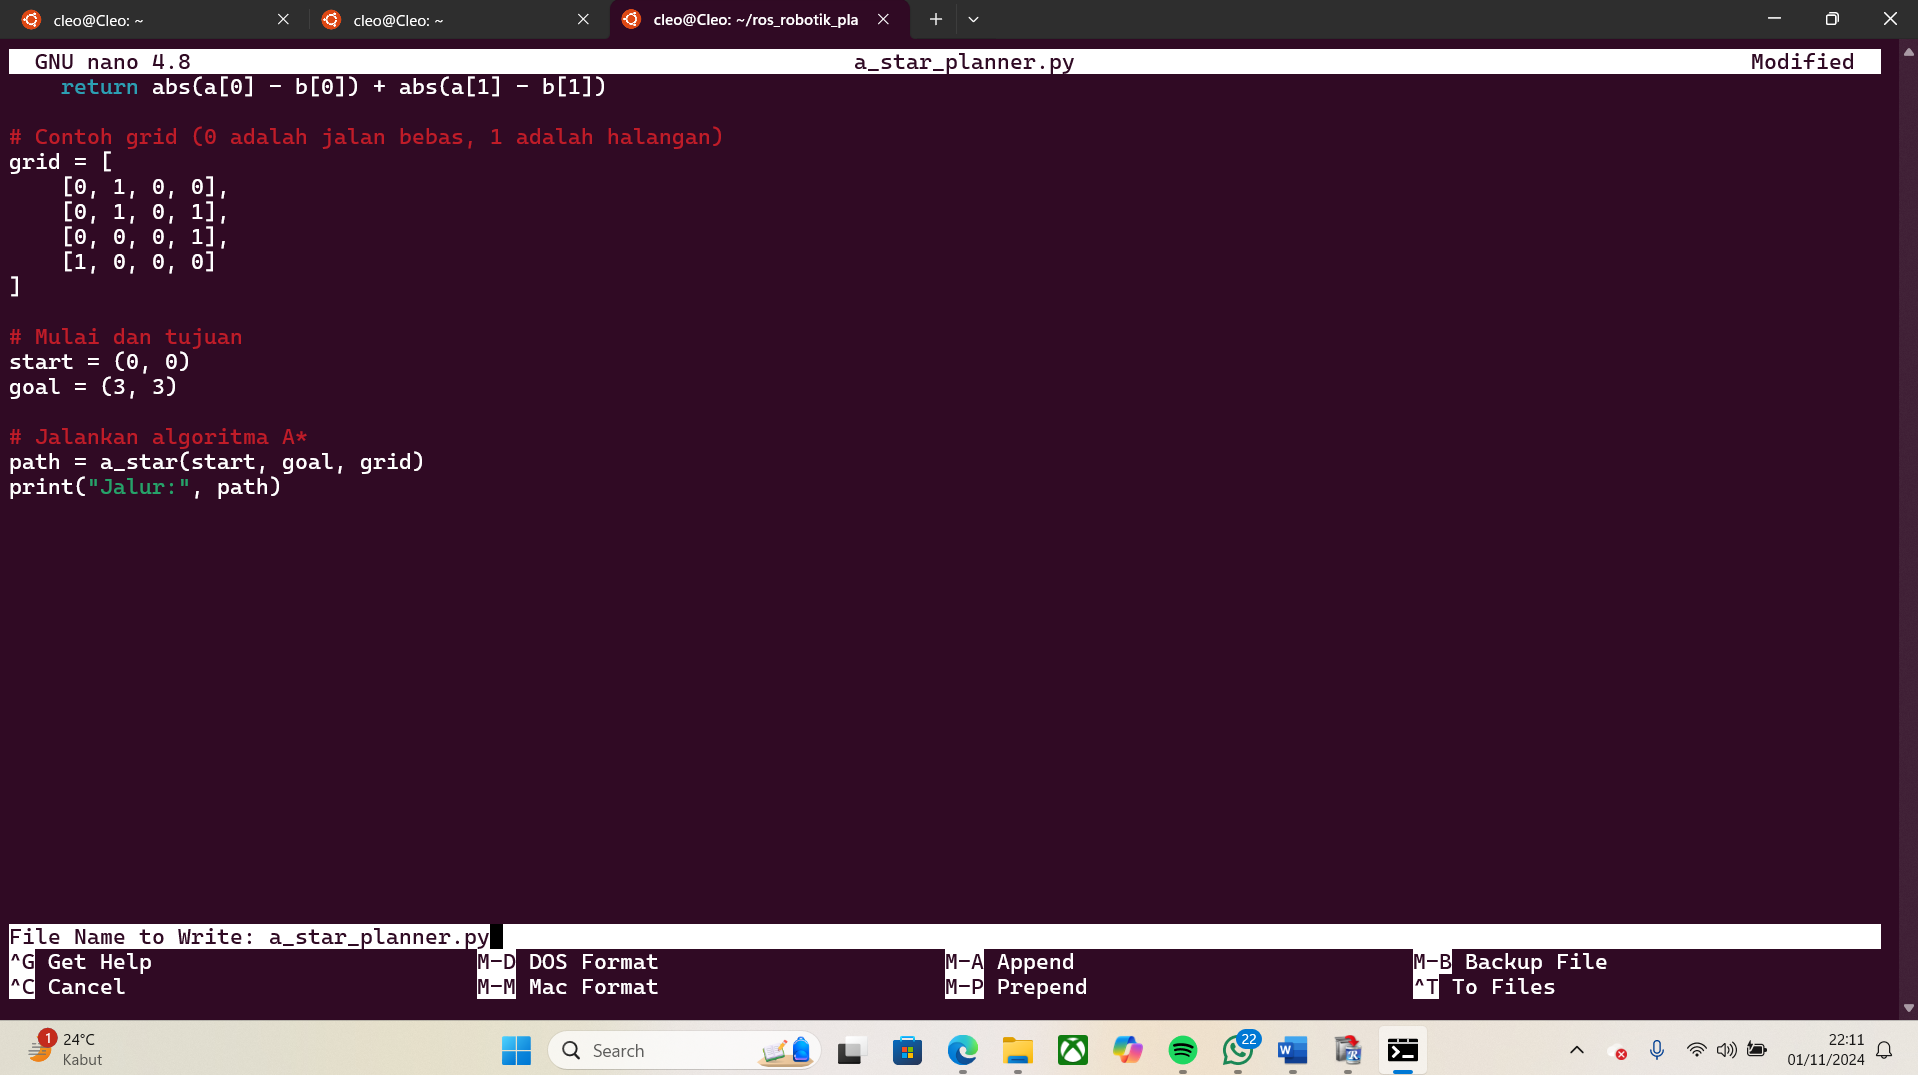 cleo@Cleo: ~
cleo@Cleo: ~
cleo@Cleo: ~/ros_robotik_pla
GNU nano 4.8 a_star_planner.py Modified
return abs(a[0] - b[0]) + abs(a[1] - b[1])
# Contoh grid (0 adalah jalan bebas, 1 adalah halangan)
grid = [
[0, 1, 0, 0],
[0, 1, 0, 1],
[0, 0, 0, 1],
[1, 0, 0, 0]
]
# Mulai dan tujuan
start = (0, 0)
goal = (3, 3)
# Jalankan algoritma A*
path = a_star(start, goal, grid)
print("Jalur:", path)
File Name to Write: a_star_planner.py
^G Get Help M-D DOS Format M-A Append M-B Backup File
^C Cancel M-M Mac Format M-P Prepend ^T To Files
1
24°C
Kabut
Search
22
W
R
22:11
01/11/2024